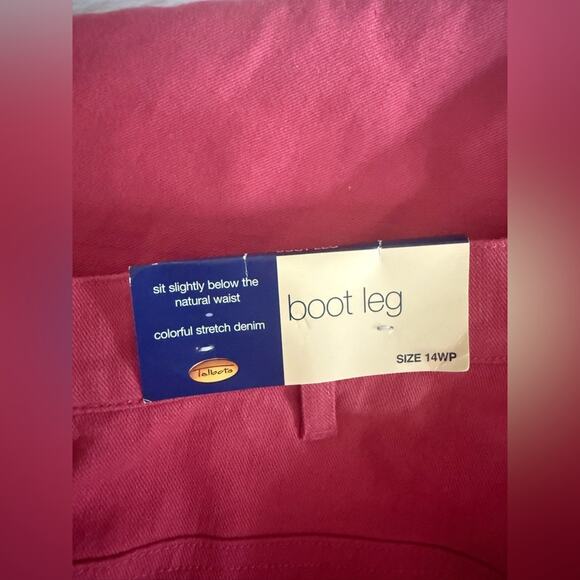 sit slightly below the
natural waist
colorful stretch denim
Talbots
boot leg
SIZE 14WP